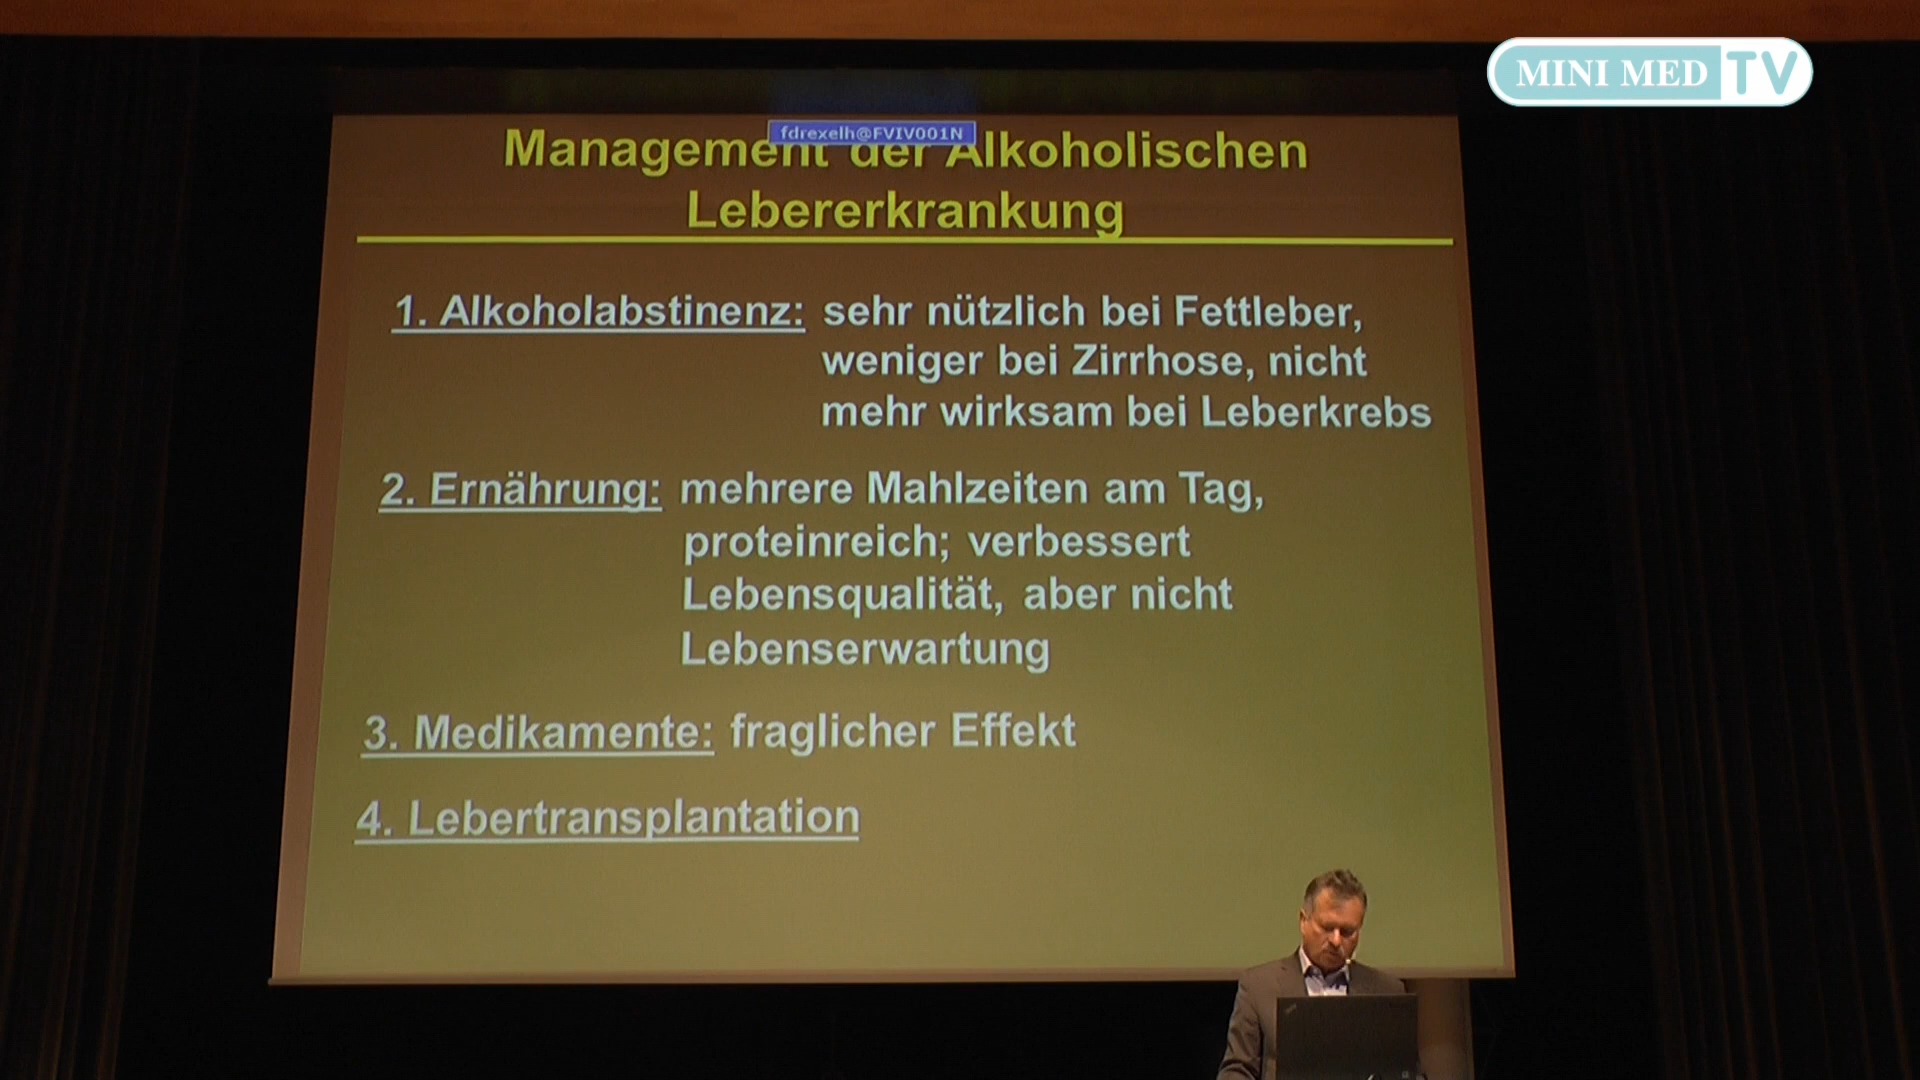 MINI MED TV
fdrexelh@FVIV001N
Management der Alkoholischen
Lebererkrankung
1. Alkoholabstinenz: sehr nützlich bei Fettleber,
weniger bei Zirrhose, nicht
mehr wirksam bei Leberkrebs
2. Ernährung: mehrere Mahlzeiten am Tag,
proteinreich; verbessert
Lebensqualität, aber nicht
Lebenserwartung
3. Medikamente: fraglicher Effekt
4. Lebertransplantation